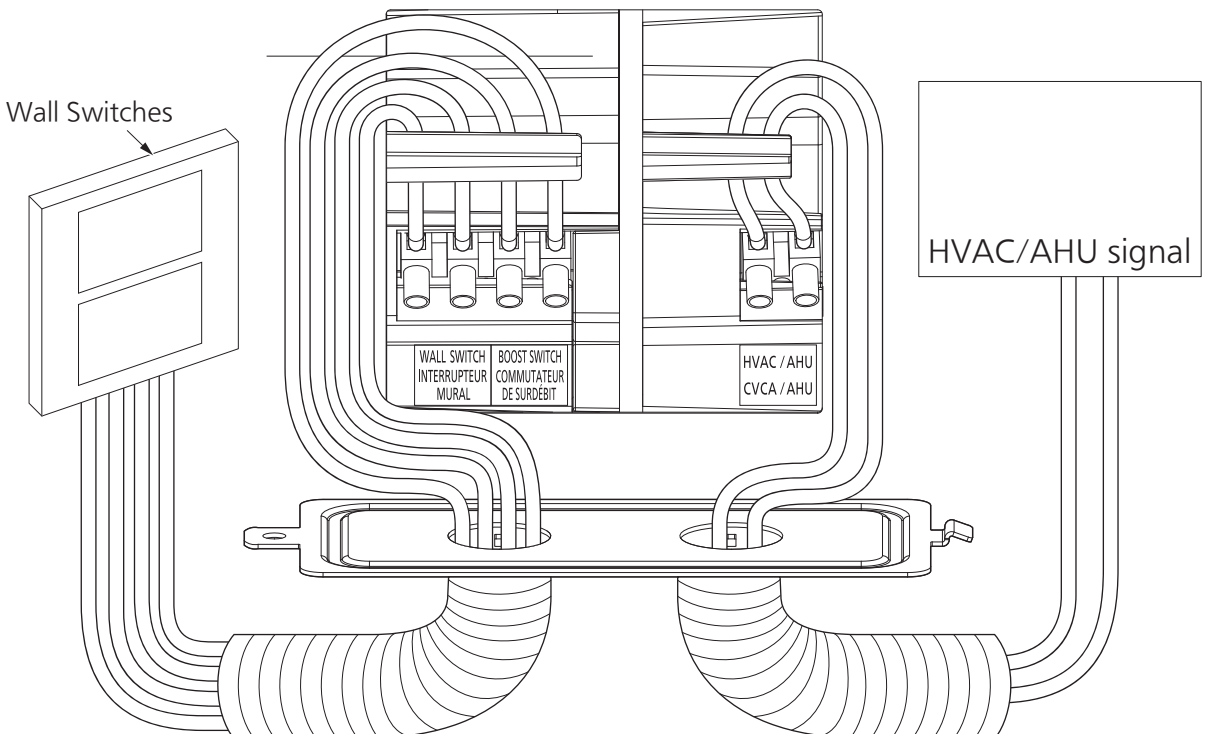 Wall Switches
HVAC/AHU signal
WALL SWITCH
INTERRUPTEUR
MURAL
BOOST SWITCH
COMMUTATEUR
DE SURDÉBIT
HVAC / AHU
CVCA / AHU